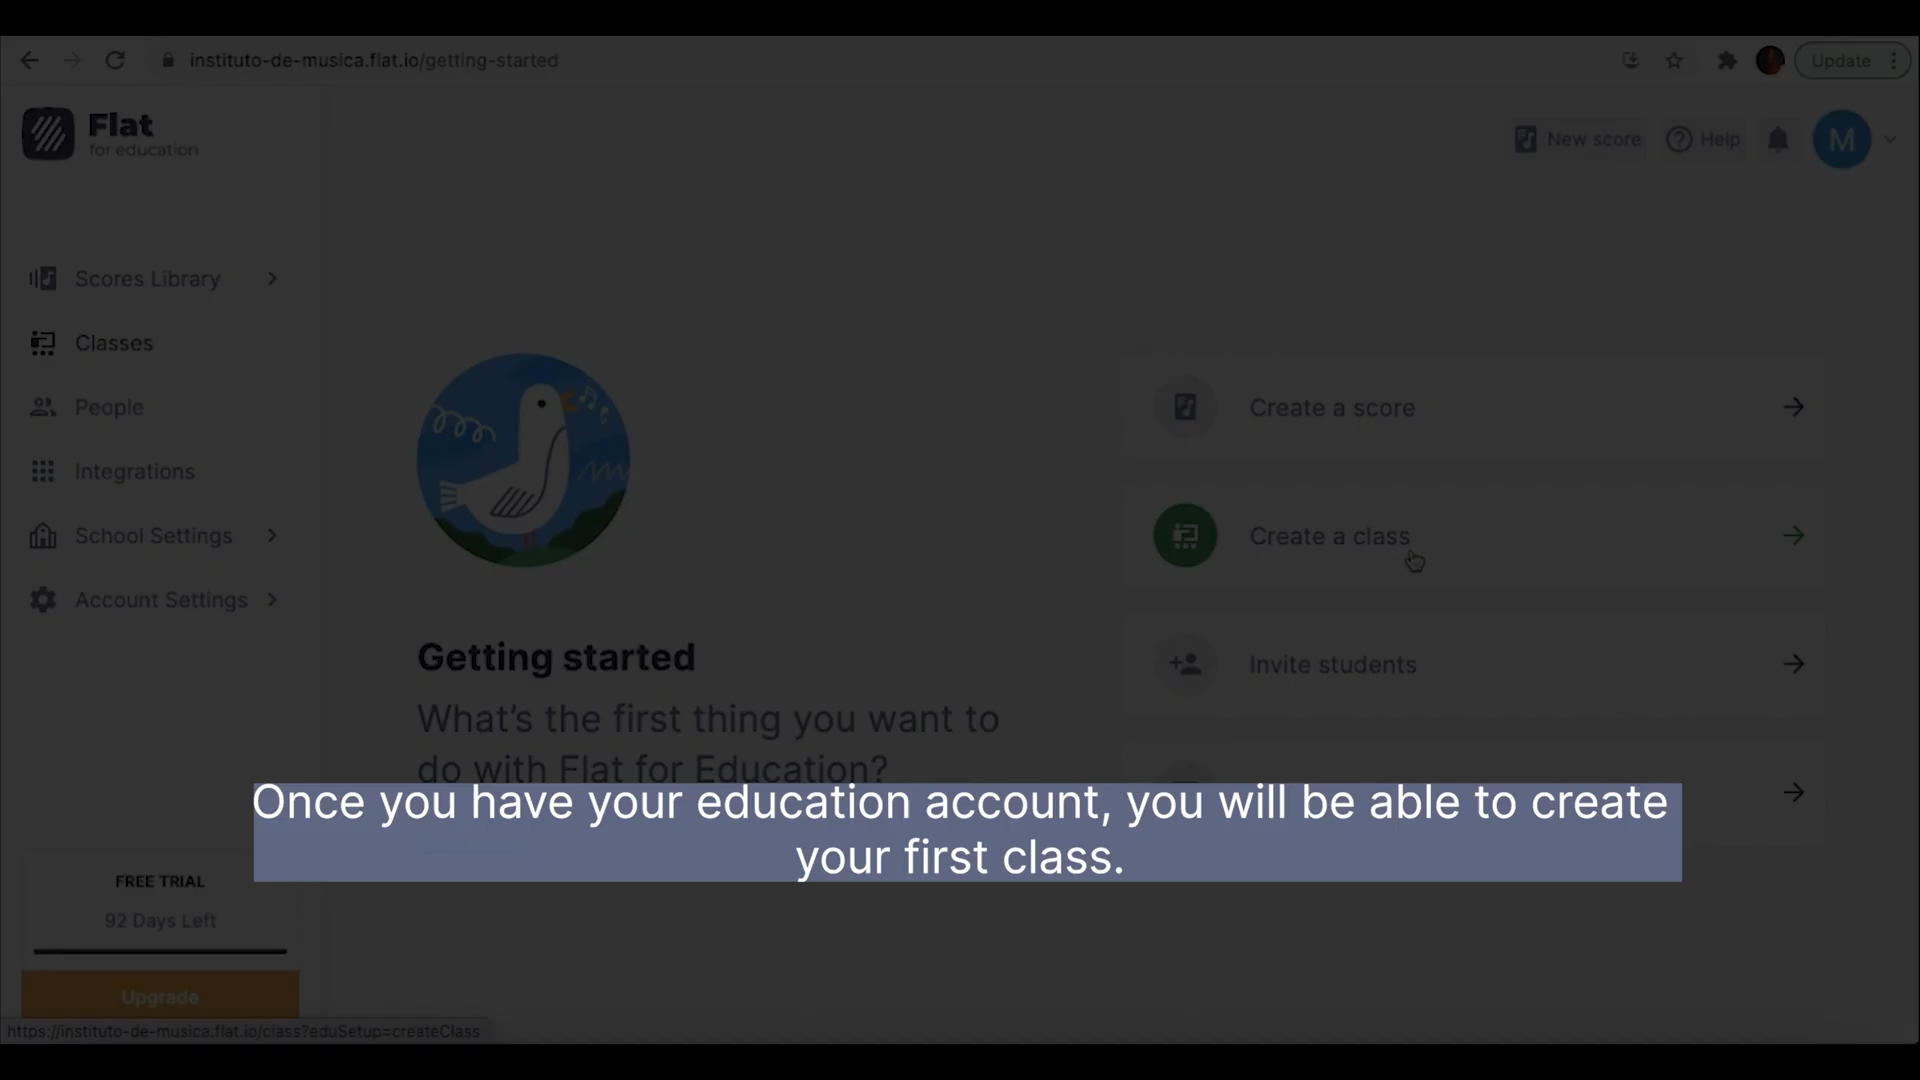 instituto-de-musica.flat.io/getting-started
Update
Flat
for education
New score
Help
M
Scores Library
Classes
People
Integrations
School Settings
Account Settings
Create a score
Create a class
Invite students
Getting started
What's the first thing you want to
do with Flat for Education?
Once you have your education account, you will be able to create
your first class.
FREE TRIAL
92 Days Left
Upgrade
https://instituto-de-musica.flat.io/class?eduSetup=createClass